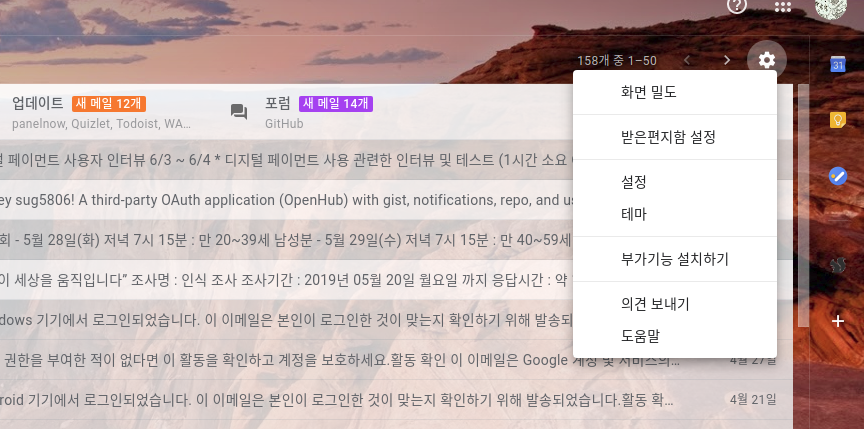 158개 중 1–50
31
업데이트 새 메일 12개
panelnow, Quizlet, Todoist, WA…
포럼 새 메일 14개
GitHub
화면 밀도
받은편지함 설정
설정
테마
부가기능 설치하기
의견 보내기
도움말
페이먼트 사용자 인터뷰 6/3 ~ 6/4 * 디지털 페이먼트 사용 관련한 인터뷰 및 테스트 (1시간 소요
sug5806! A third-party OAuth application (OpenHub) with gist, notifications, repo, and
- 5월 28일(화) 저녁 7시 15분 : 만 20~39세 남성분 - 5월 29일(수) 저녁 7시 15분 : 만 40~59세
이 세상을 움직입니다” 조사명 : 인식 조사 조사기간 : 2019년 05월 20일 월요일 까지 응답시간 : 약
기기에서 로그인되었습니다. 이 이메일은 본인이 로그인한 것이 맞는지 확인하기 위해
권한을 부여한 적이 없다면 이 활동을 확인하고 계정을 보호하세요.활동 확인 이 이메일은 Google 계정 및 서비스의… 4월 27일
기기에서 로그인되었습니다. 이 이메일은 본인이 로그인한 것이 맞는지 확인하기 위해 발송되었습니다.활동 확… 4월 21일